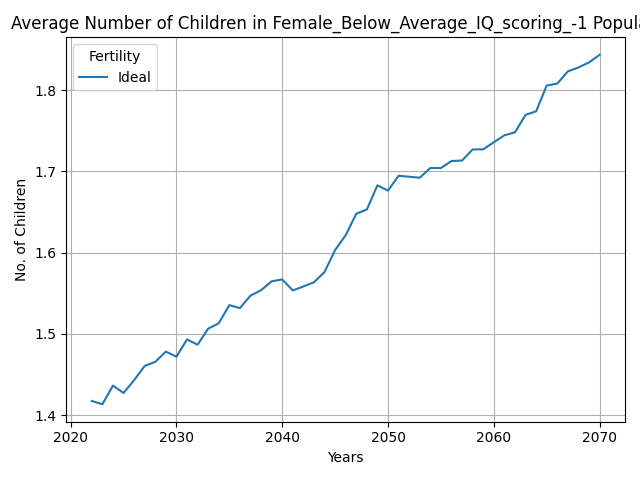 Average Number of Children in Female_Below_Average_IQ_scoring_-1 Popula
Fertility
Ideal
No. of Children
1.8
1.7
1.6
1.5
1.4
2020 2030 2040 2050 2060 2070
Years